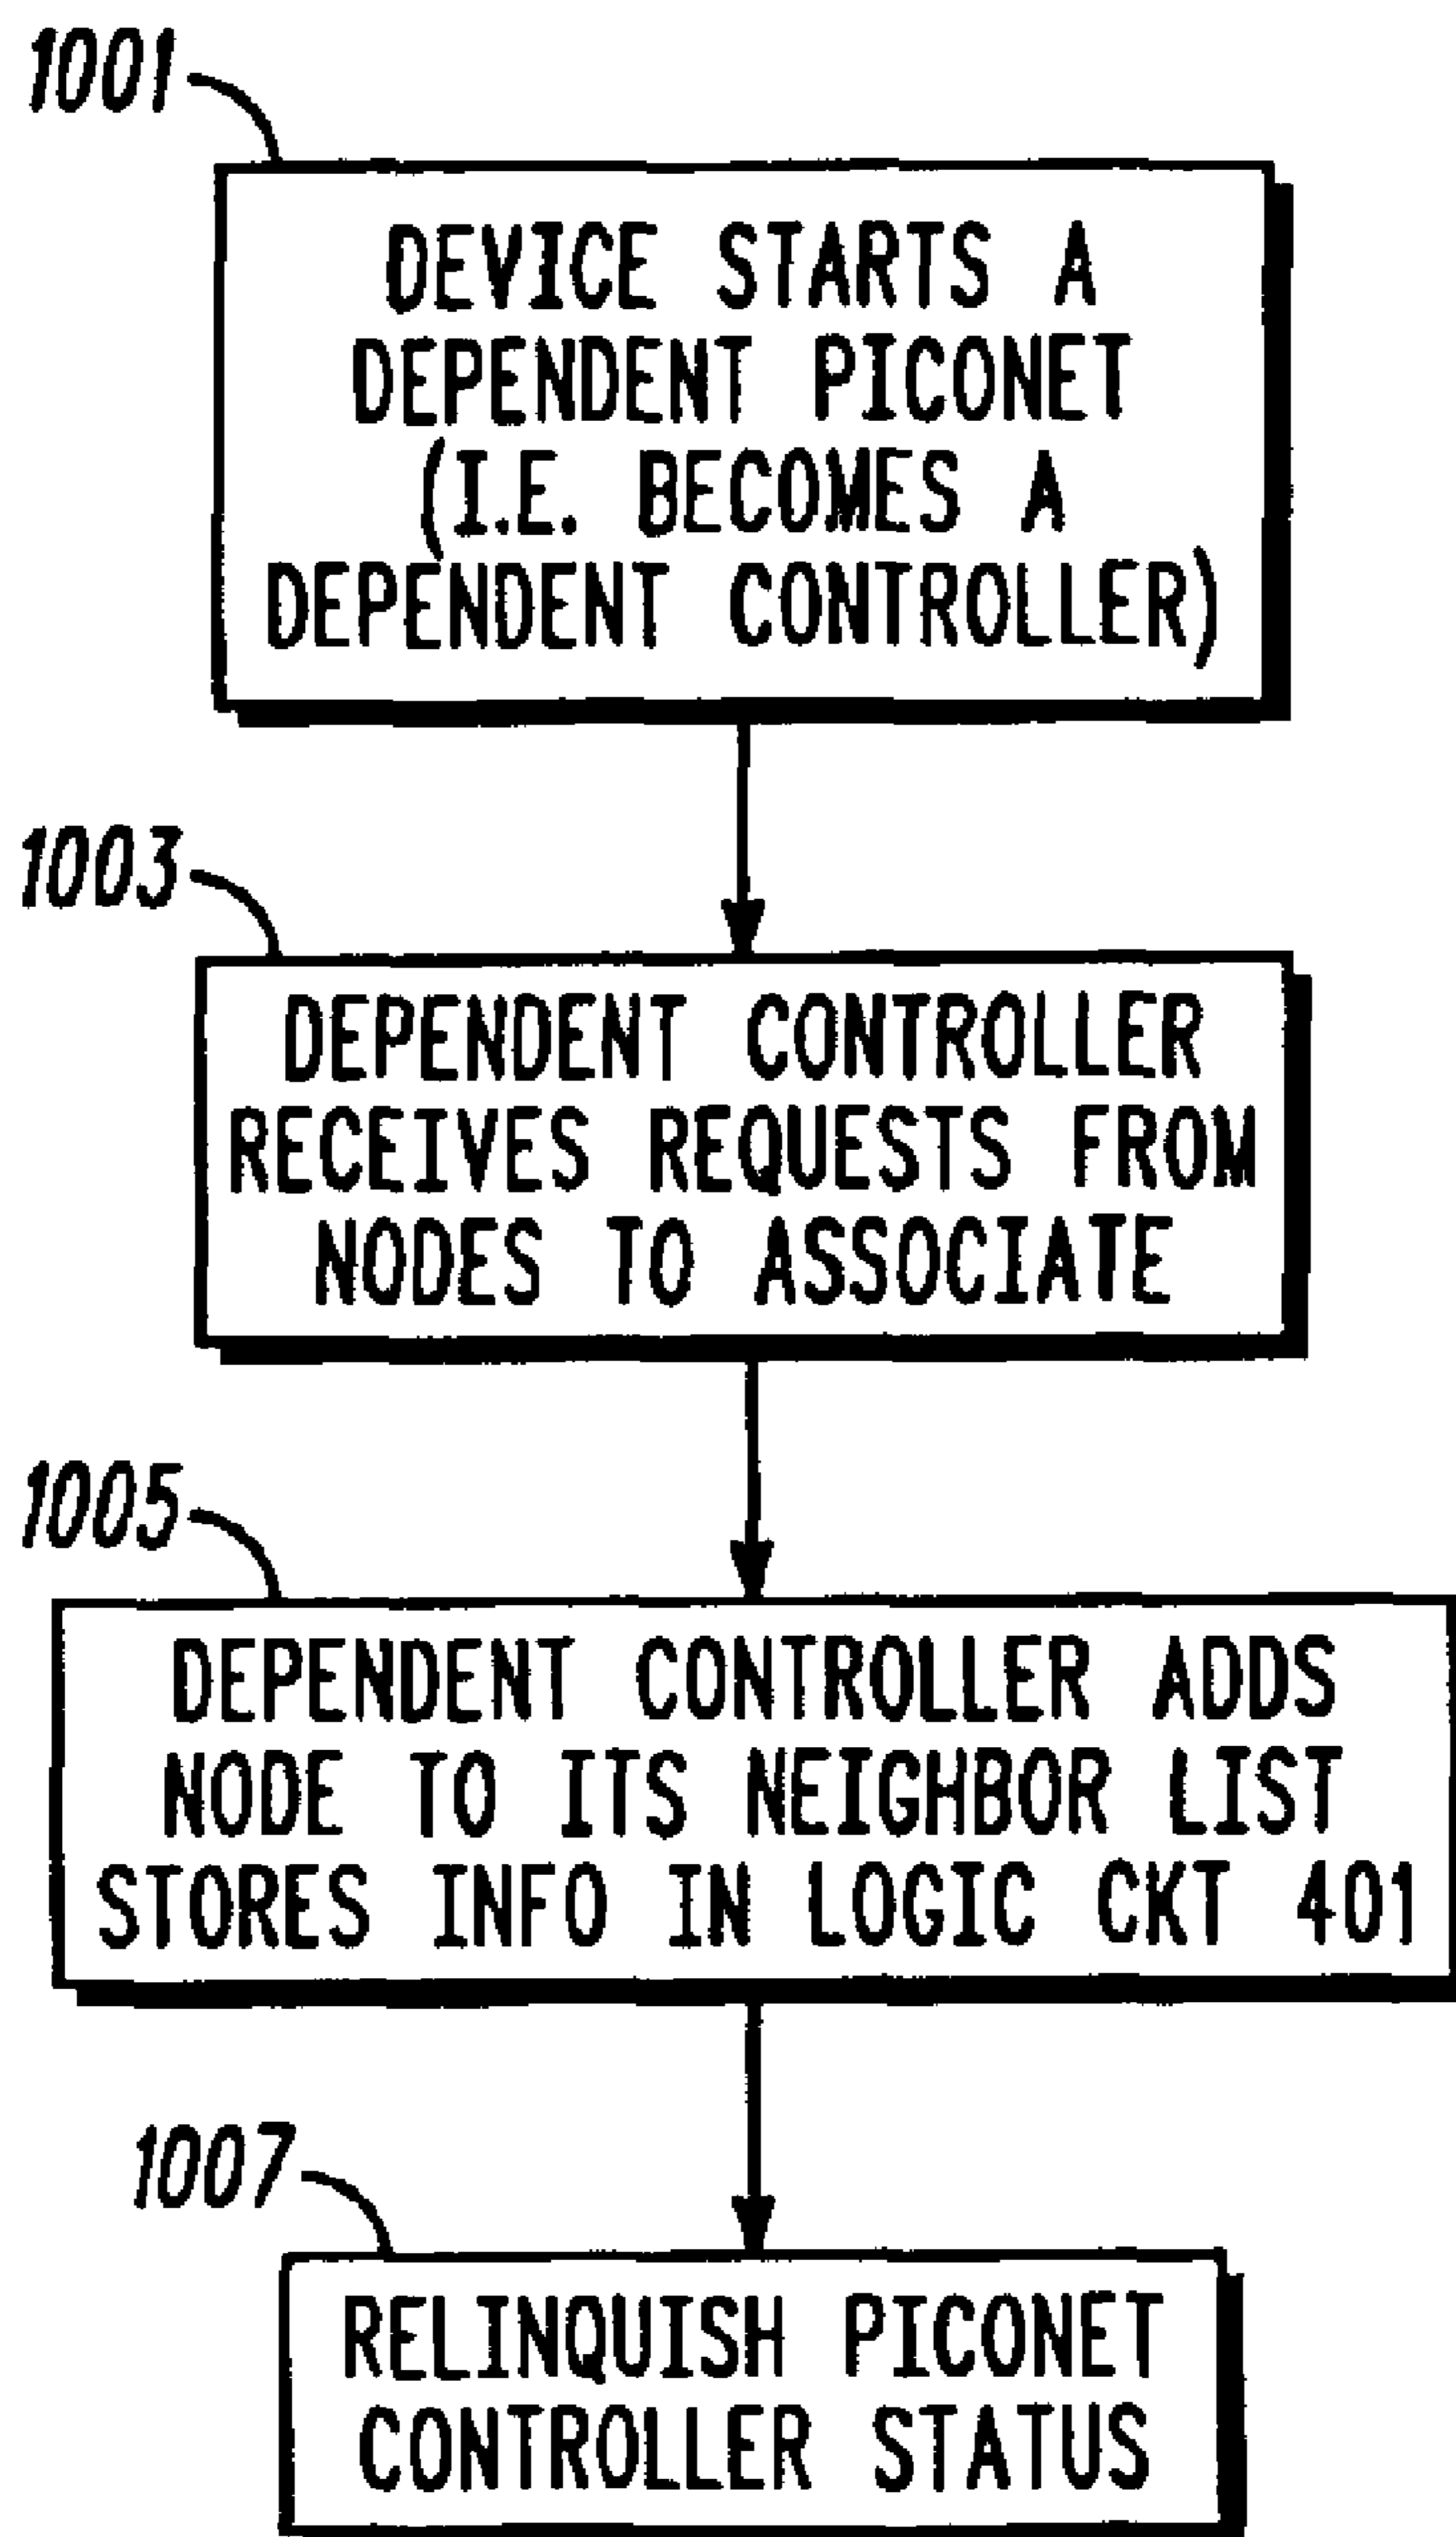 1001
DEVICE STARTS A
DEPENDENT PICONET
(I.E. BECOMES A
DEPENDENT CONTROLLER)
1003
DEPENDENT CONTROLLER
RECEIVES REQUESTS FROM
NODES TO ASSOCIATE
1005
DEPENDENT CONTROLLER ADDS
NODE TO ITS NEIGHBOR LIST
STORES INFO IN LOGIC CKT 401
1007
RELINQUISH PICONET
CONTROLLER STATUS